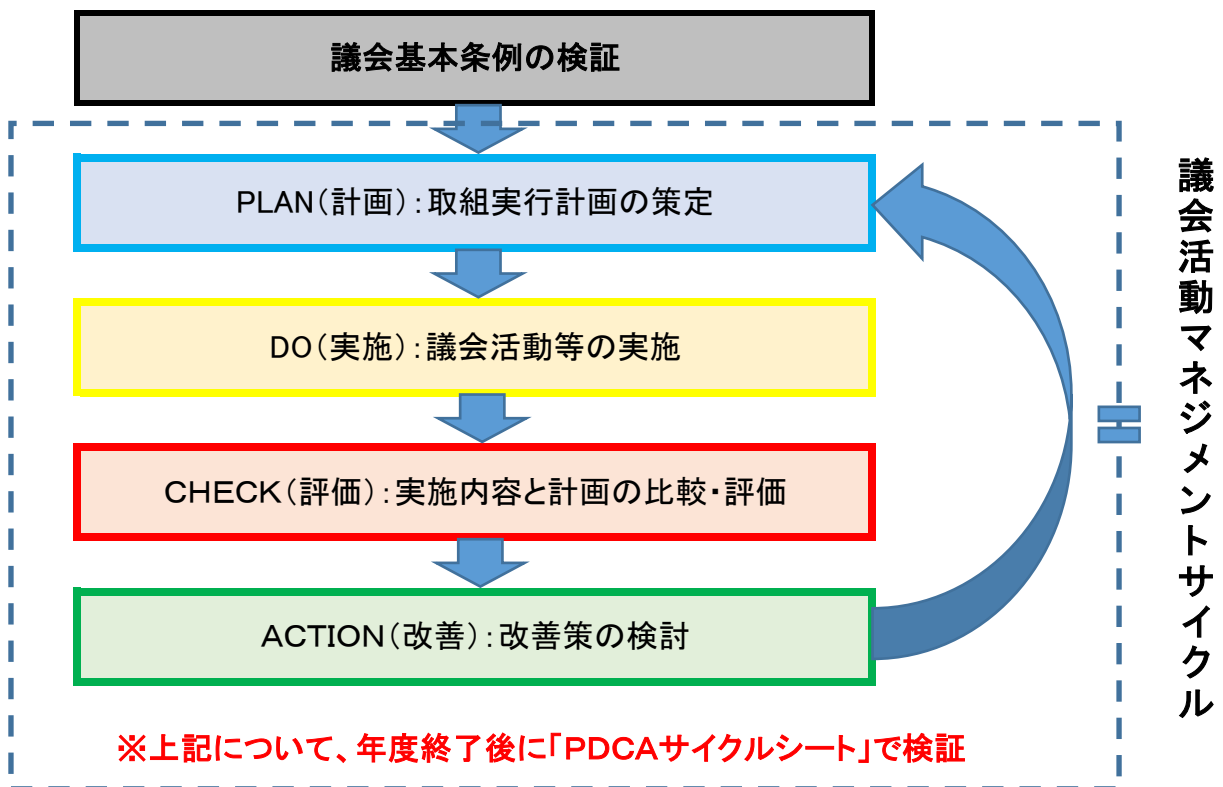 議会基本条例の検証
PLAN(計画):取組実行計画の策定
DO(実施):議会活動等の実施
CHECK(評価):実施内容と計画の比較・評価
ACTION(改善):改善策の検討
※上記について、年度終了後に「PDCAサイクルシート」で検証
議会活動マネジメントサイクル